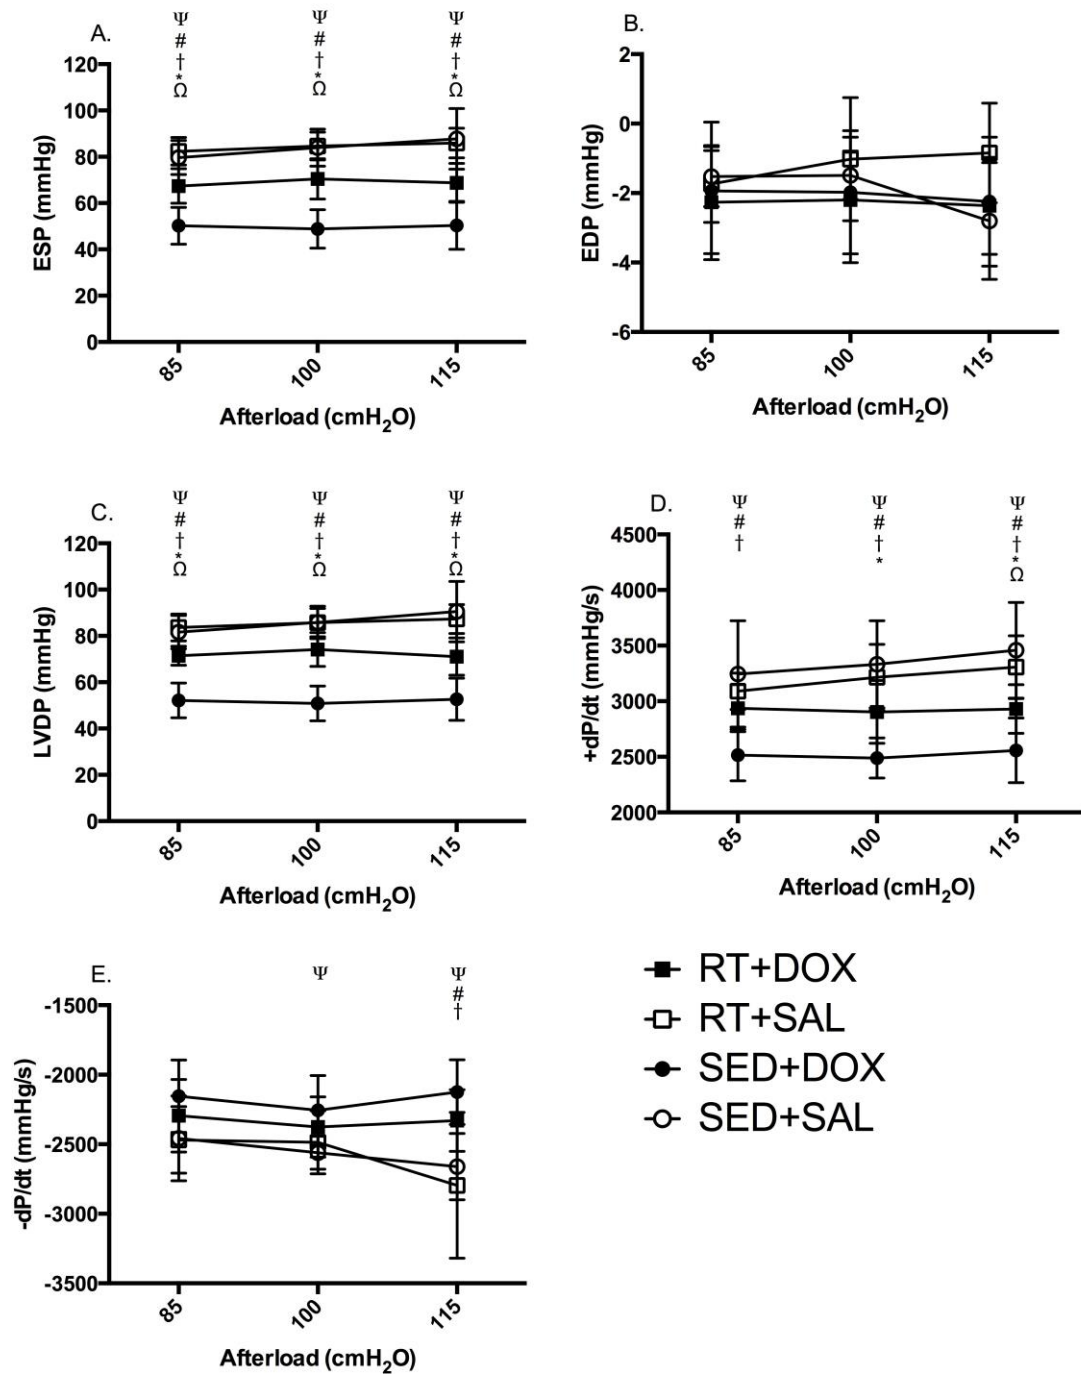 A.
Ψ Ψ Ψ
# # #
† † †
* * *
Ω Ω Ω
ESP (mmHg)
120
100
80
60
40
20
0
85 100 115
Afterload (cmH₂O)
B.
EDP (mmHg)
2
0
-2
-4
-6
85 100 115
Afterload (cmH₂O)
C.
Ψ Ψ Ψ
# # #
† † †
* * *
Ω Ω Ω
LVDP (mmHg)
120
100
80
60
40
20
0
85 100 115
Afterload (cmH₂O)
D.
Ψ Ψ Ψ
# # #
† † †
* *
Ω
+dP/dt (mmHg/s)
4500
4000
3500
3000
2500
2000
85 100 115
Afterload (cmH₂O)
E.
Ψ Ψ
#
†
-dP/dt (mmHg/s)
-1500
-2000
-2500
-3000
-3500
85 100 115
Afterload (cmH₂O)
RT+DOX
RT+SAL
SED+DOX
SED+SAL